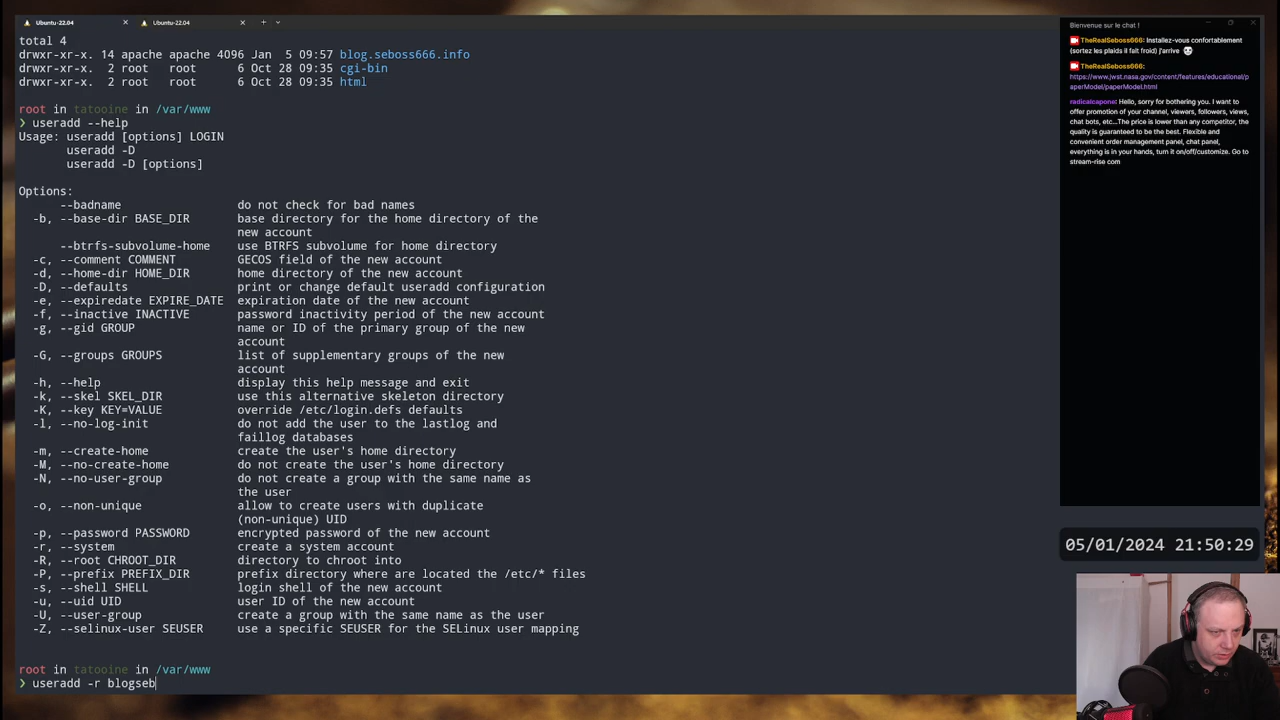 Ubuntu-22.04
Ubuntu-22.04
total 4
drwxr-xr-x. 14 apache apache 4096 Jan  5 09:57 blog.seboss666.info
drwxr-xr-x.  2 root   root      6 Oct 28 09:35 cgi-bin
drwxr-xr-x.  2 root   root      6 Oct 28 09:35 html
root in tatooine in /var/www
❯ useradd --help
Usage: useradd [options] LOGIN
       useradd -D
       useradd -D [options]
Options:
      --badname                 do not check for bad names
  -b, --base-dir BASE_DIR       base directory for the home directory of the
                                new account
      --btrfs-subvolume-home    use BTRFS subvolume for home directory
  -c, --comment COMMENT         GECOS field of the new account
  -d, --home-dir HOME_DIR       home directory of the new account
  -D, --defaults                print or change default useradd configuration
  -e, --expiredate EXPIRE_DATE  expiration date of the new account
  -f, --inactive INACTIVE       password inactivity period of the new account
  -g, --gid GROUP               name or ID of the primary group of the new
                                account
  -G, --groups GROUPS           list of supplementary groups of the new
                                account
  -h, --help                    display this help message and exit
  -k, --skel SKEL_DIR           use this alternative skeleton directory
  -K, --key KEY=VALUE           override /etc/login.defs defaults
  -l, --no-log-init             do not add the user to the lastlog and
                                faillog databases
  -m, --create-home             create the user's home directory
  -M, --no-create-home          do not create the user's home directory
  -N, --no-user-group           do not create a group with the same name as
                                the user
  -o, --non-unique              allow to create users with duplicate
                                (non-unique) UID
  -p, --password PASSWORD       encrypted password of the new account
  -r, --system                  create a system account
  -R, --root CHROOT_DIR         directory to chroot into
  -P, --prefix PREFIX_DIR       prefix directory where are located the /etc/* files
  -s, --shell SHELL             login shell of the new account
  -u, --uid UID                 user ID of the new account
  -U, --user-group              create a group with the same name as the user
  -Z, --selinux-user SEUSER     use a specific SEUSER for the SELinux user mapping
root in tatooine in /var/www
❯ useradd -r blogseb
Bienvenue sur le chat !
TheRealSeboss666: Installez-vous confortablement
(sortez les plaids il fait froid) j'arrive
TheRealSeboss666:
https://www.jwst.nasa.gov/content/features/educational/p
aperModel/paperModel.html
radicalcapone: Hello, sorry for bothering you. I want to
offer promotion of your channel, viewers, followers, views,
chat bots, etc...The price is lower than any competitor, the
quality is guaranteed to be the best. Flexible and
convenient order management panel, chat panel,
everything is in your hands, turn it on/off/customize. Go to
stream-rise com
05/01/2024 21:50:29